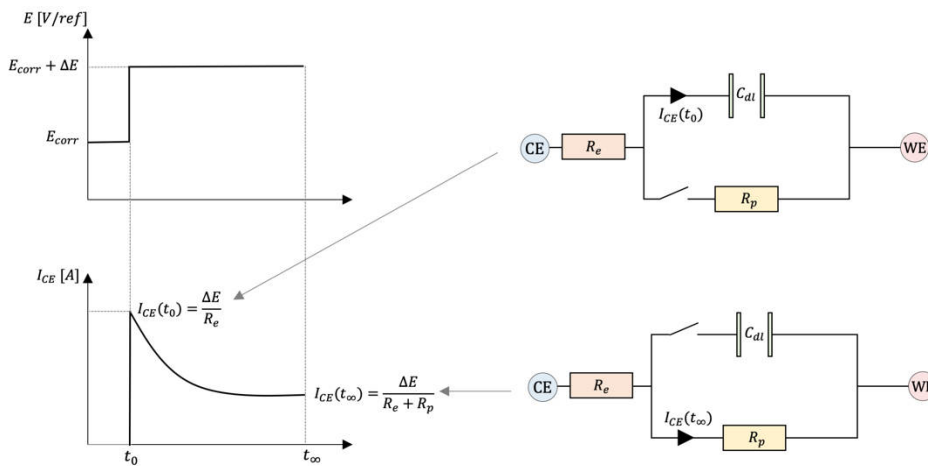 E [V/ref]
E_corr + ΔE
E_corr
I_CE [A]
I_CE(t_0) = ΔE / R_e
I_CE(t_∞) = ΔE / (R_e + R_p)
t_0
t_∞
C_dl
I_CE(t_0)
CE
R_e
WE
R_p
C_dl
CE
R_e
WE
I_CE(t_∞)
R_p